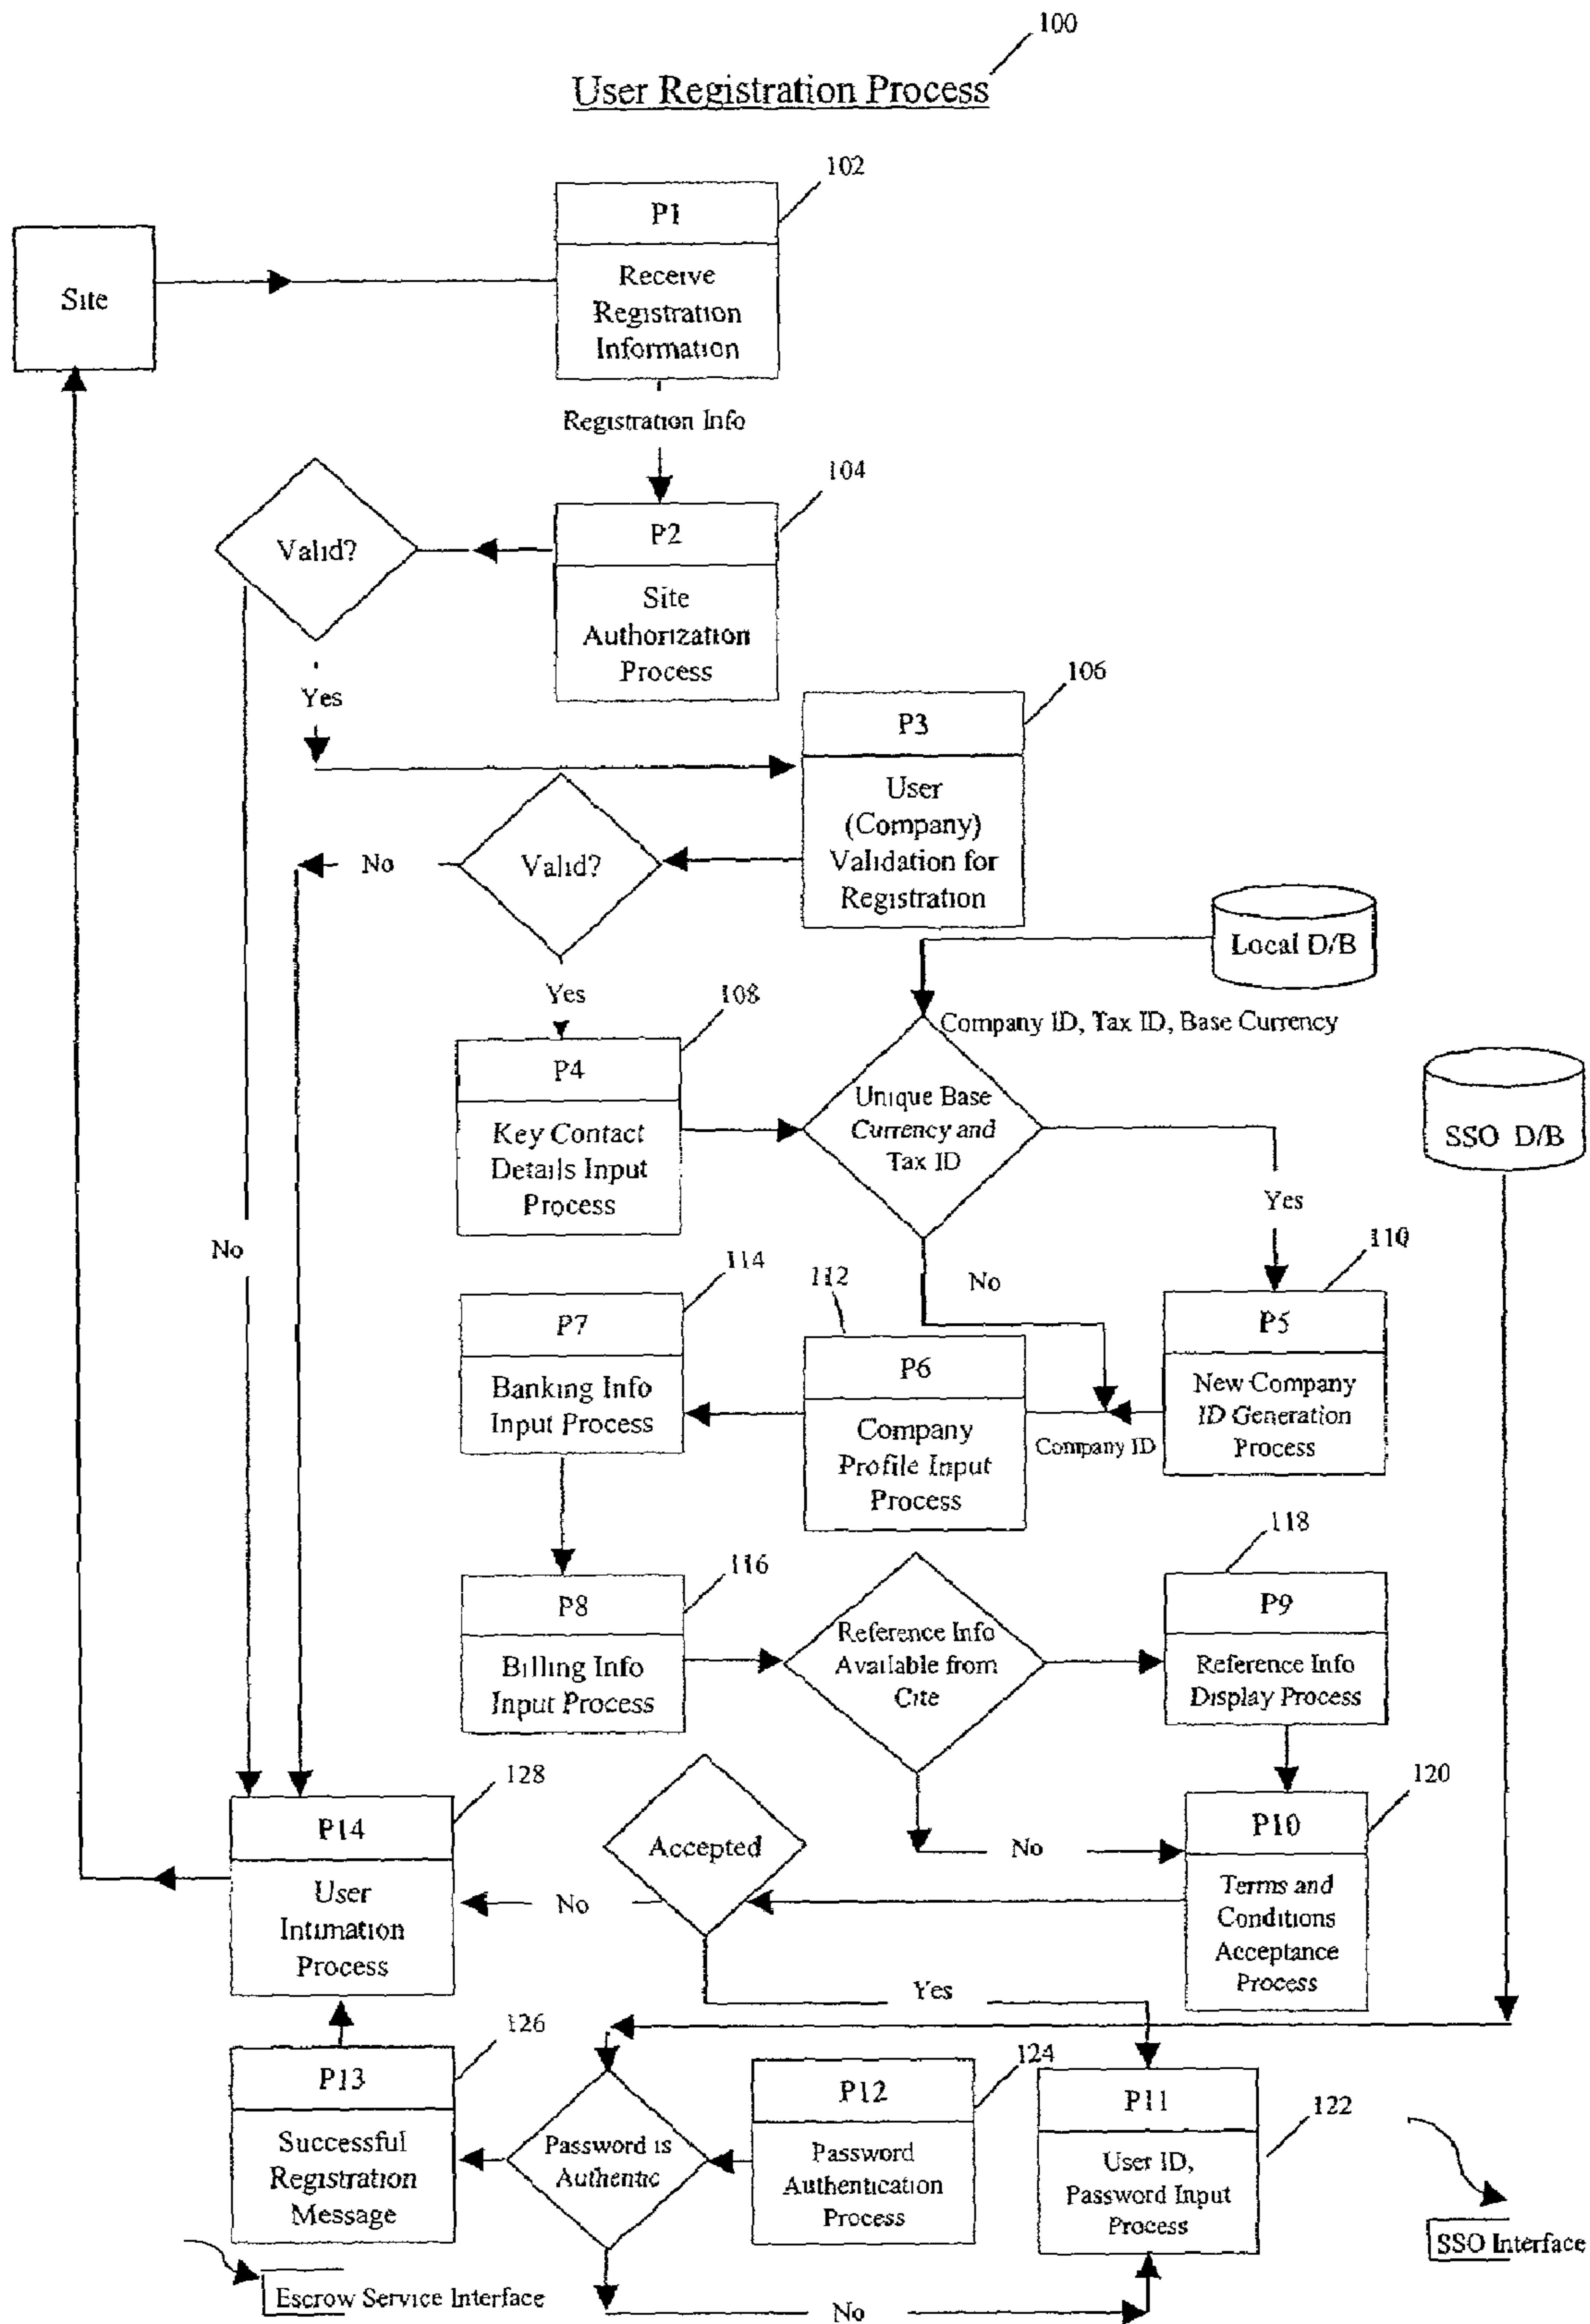 100
User Registration Process
102
P1
Receive
Registration
Information
Site
Registration Info
104
P2
Site
Authorization
Process
Valid?
Yes
106
P3
User
(Company)
Validation for
Registration
Valid?
No
Yes
Local D/B
Company ID, Tax ID, Base Currency
108
P4
Key Contact
Details Input
Process
Unique Base
Currency and
Tax ID
SSO D/B
Yes
No
No
110
P5
New Company
ID Generation
Process
112
P6
Company
Profile Input
Process
Company ID
114
P7
Banking Info
Input Process
116
P8
Billing Info
Input Process
Reference Info
Available from
Cite
118
P9
Reference Info
Display Process
No
120
P10
Terms and
Conditions
Acceptance
Process
Accepted
No
Yes
128
P14
User
Intimation
Process
126
P13
Successful
Registration
Message
Password is
Authentic
124
P12
Password
Authentication
Process
P11
User ID,
Password Input
Process
122
SSO Interface
Escrow Service Interface
No